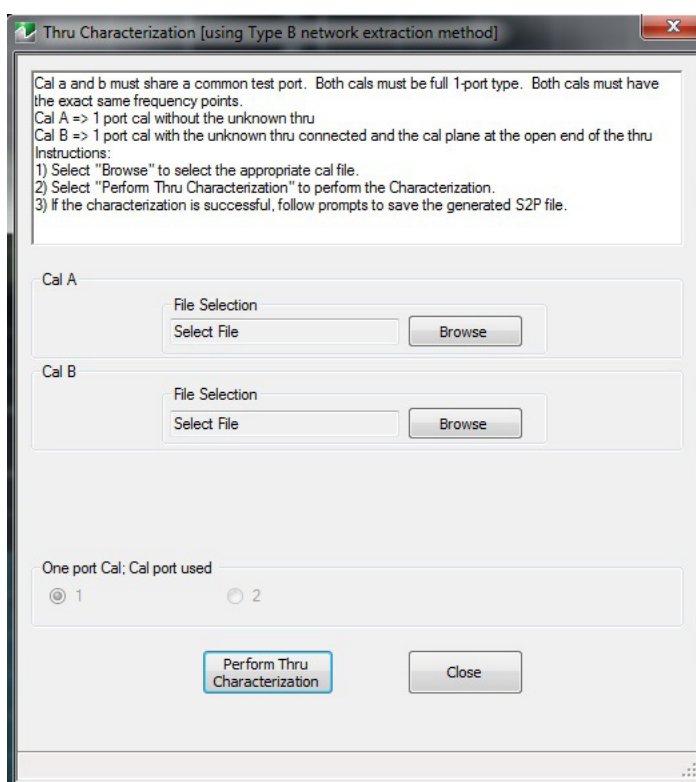 Thru Characterization [using Type B network extraction method]
Cal a and b must share a common test port. Both cals must be full 1-port type. Both cals must have
the exact same frequency points.
Cal A => 1 port cal without the unknown thru
Cal B => 1 port cal with the unknown thru connected and the cal plane at the open end of the thru
Instructions:
1) Select "Browse" to select the appropriate cal file.
2) Select "Perform Thru Characterization" to perform the Characterization.
3) If the characterization is successful, follow prompts to save the generated S2P file.
Cal A
File Selection
Select File Browse
Cal B
File Selection
Select File Browse
One port Cal; Cal port used
1 2
Perform Thru
Characterization
Close